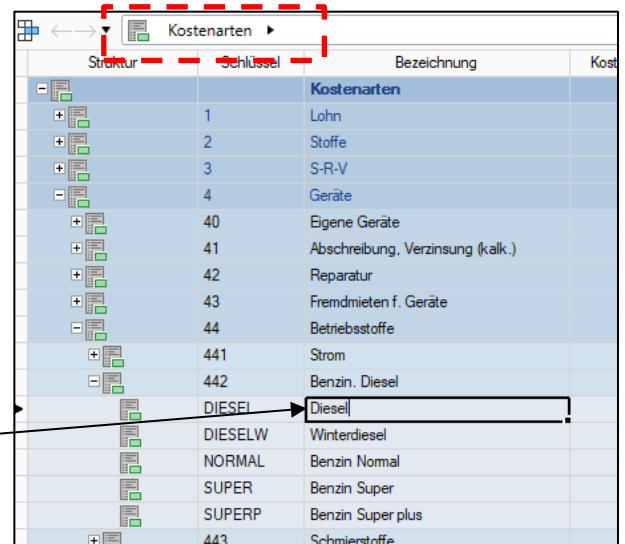 Kostenarten
Struktur Schlüssel Bezeichnung Kost
Kostenarten
1 Lohn
2 Stoffe
3 S-R-V
4 Geräte
40 Eigene Geräte
41 Abschreibung, Verzinsung (kalk.)
42 Reparatur
43 Fremdmieten f. Geräte
44 Betriebsstoffe
441 Strom
442 Benzin. Diesel
DIESEL Diesel
DIESELW Winterdiesel
NORMAL Benzin Normal
SUPER Benzin Super
SUPERP Benzin Super plus
443 Schmierstoffe